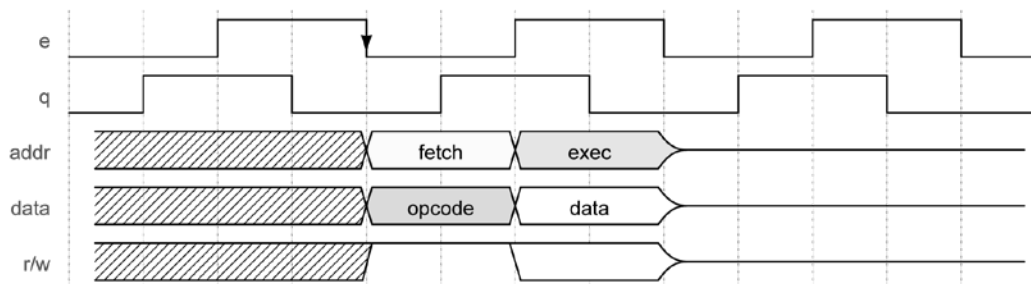 e
q
addr fetch exec
data opcode data
r/w